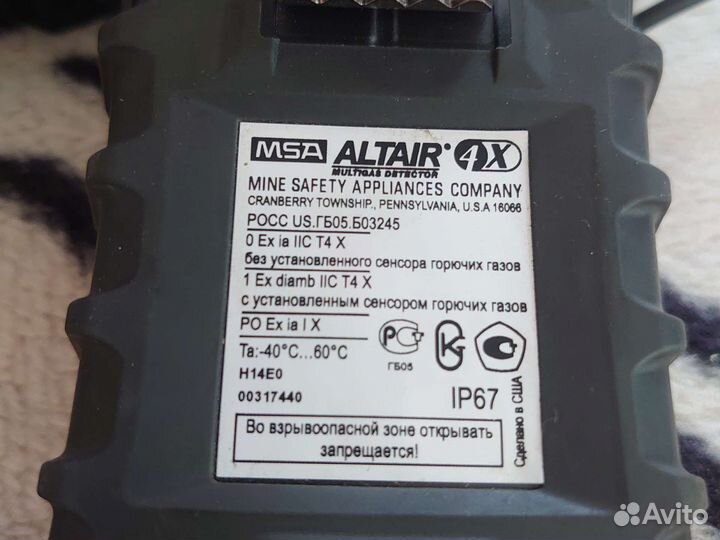 MSA ALTAIR® 4X
MULTIGAS DETECTOR
MINE SAFETY APPLIANCES COMPANY
CRANBERRY TOWNSHIP., PENNSYLVANIA, U.S.A 16066
РОСС US.ГБ05.Б03245
0 Ex ia IIC T4 X
без установленного сенсора горючих газов
1 Ex diamb IIC T4 X
с установленным сенсором горючих газов
PO Ex ia I X
Ta:-40°C...60°C
ГБ05
H14E0
00317440
IP67
Сделано в США
Во взрывоопасной зоне открывать
запрещается!
Avito